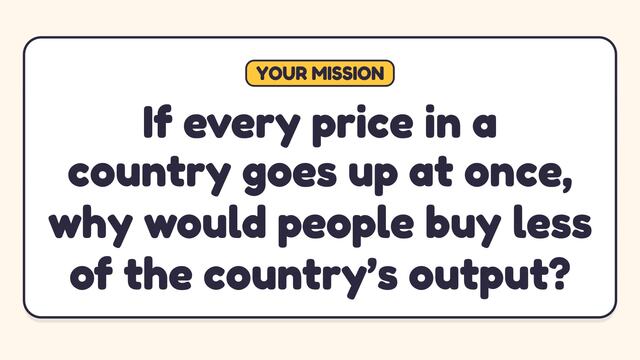 YOUR MISSION
If every price in a
country goes up at once,
why would people buy less
of the country’s output?